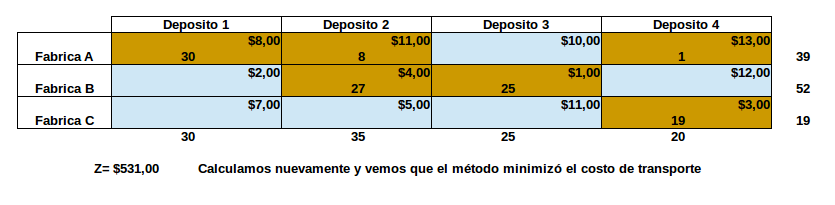 Deposito 1 Deposito 2 Deposito 3 Deposito 4
$8,00 $11,00 $10,00 $13,00
Fabrica A 30 8 1 39
$2,00 $4,00 $1,00 $12,00
Fabrica B 27 25 52
$7,00 $5,00 $11,00 $3,00
Fabrica C 19 19
30 35 25 20
Z= $531,00 Calculamos nuevamente y vemos que el método minimizó el costo de transporte